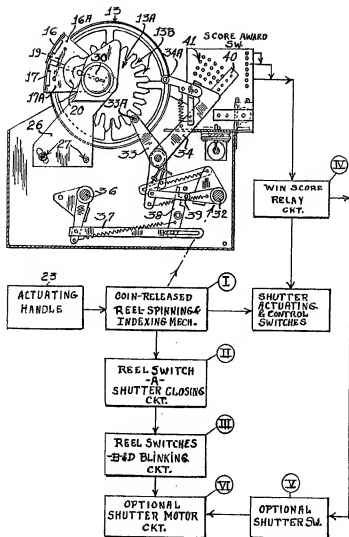 13
16A
16
13A
13B
SCORE AWARD
SW.
19
30
34A
41
40
17
17A
20
33A
26
27
33
34
IV
36
37
38
39
32
WIN SCORE
RELAY
CKT.
23
I
ACTUATING
HANDLE
COIN-RELEASED
REEL-SPINNING &
INDEXING MECH.
SHUTTER
ACTUATING
& CONTROL
SWITCHES
II
REEL SWITCH
-A-
SHUTTER CLOSING
CKT.
III
REEL SWITCHES
-B&D BLINKING
CKT.
VI
V
OPTIONAL
SHUTTER MOTOR
CKT.
OPTIONAL
SHUTTER SW.